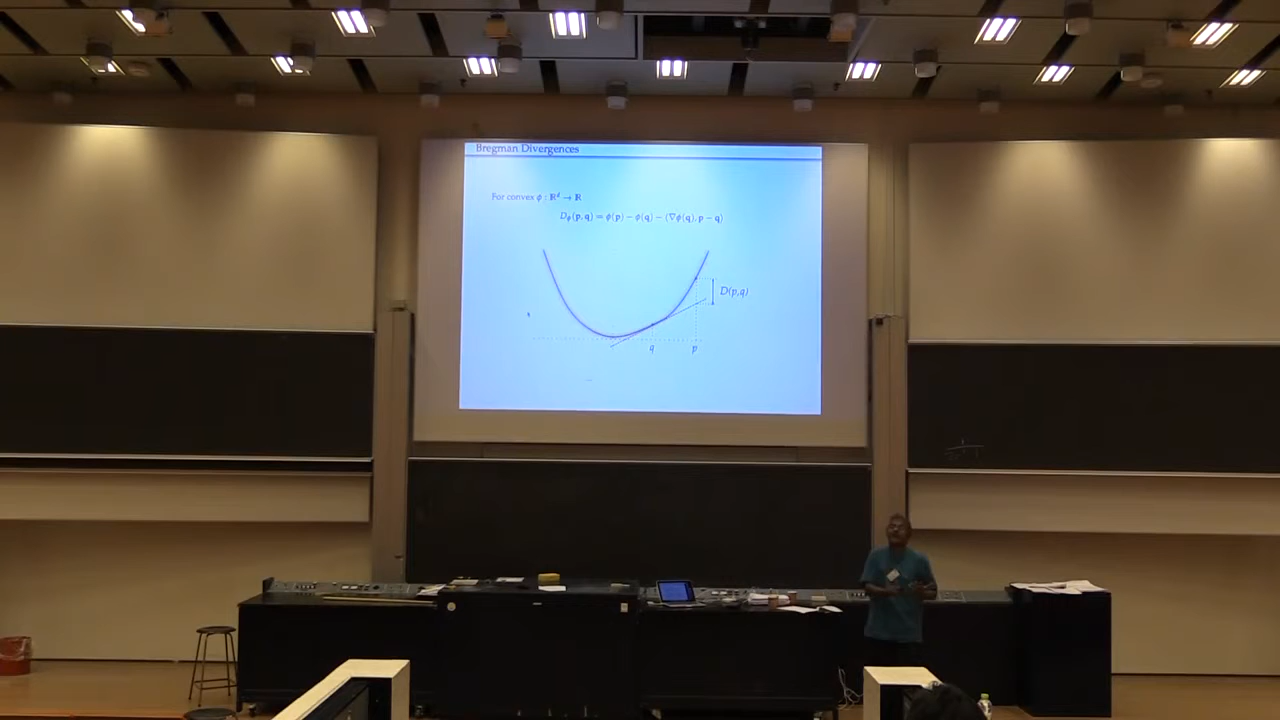 Bregman Divergences
For convex ϕ : ℝᵈ → ℝ
D_ϕ(p, q) = ϕ(p) − ϕ(q) − ⟨∇ϕ(q), p − q⟩
D(p,q)
q p